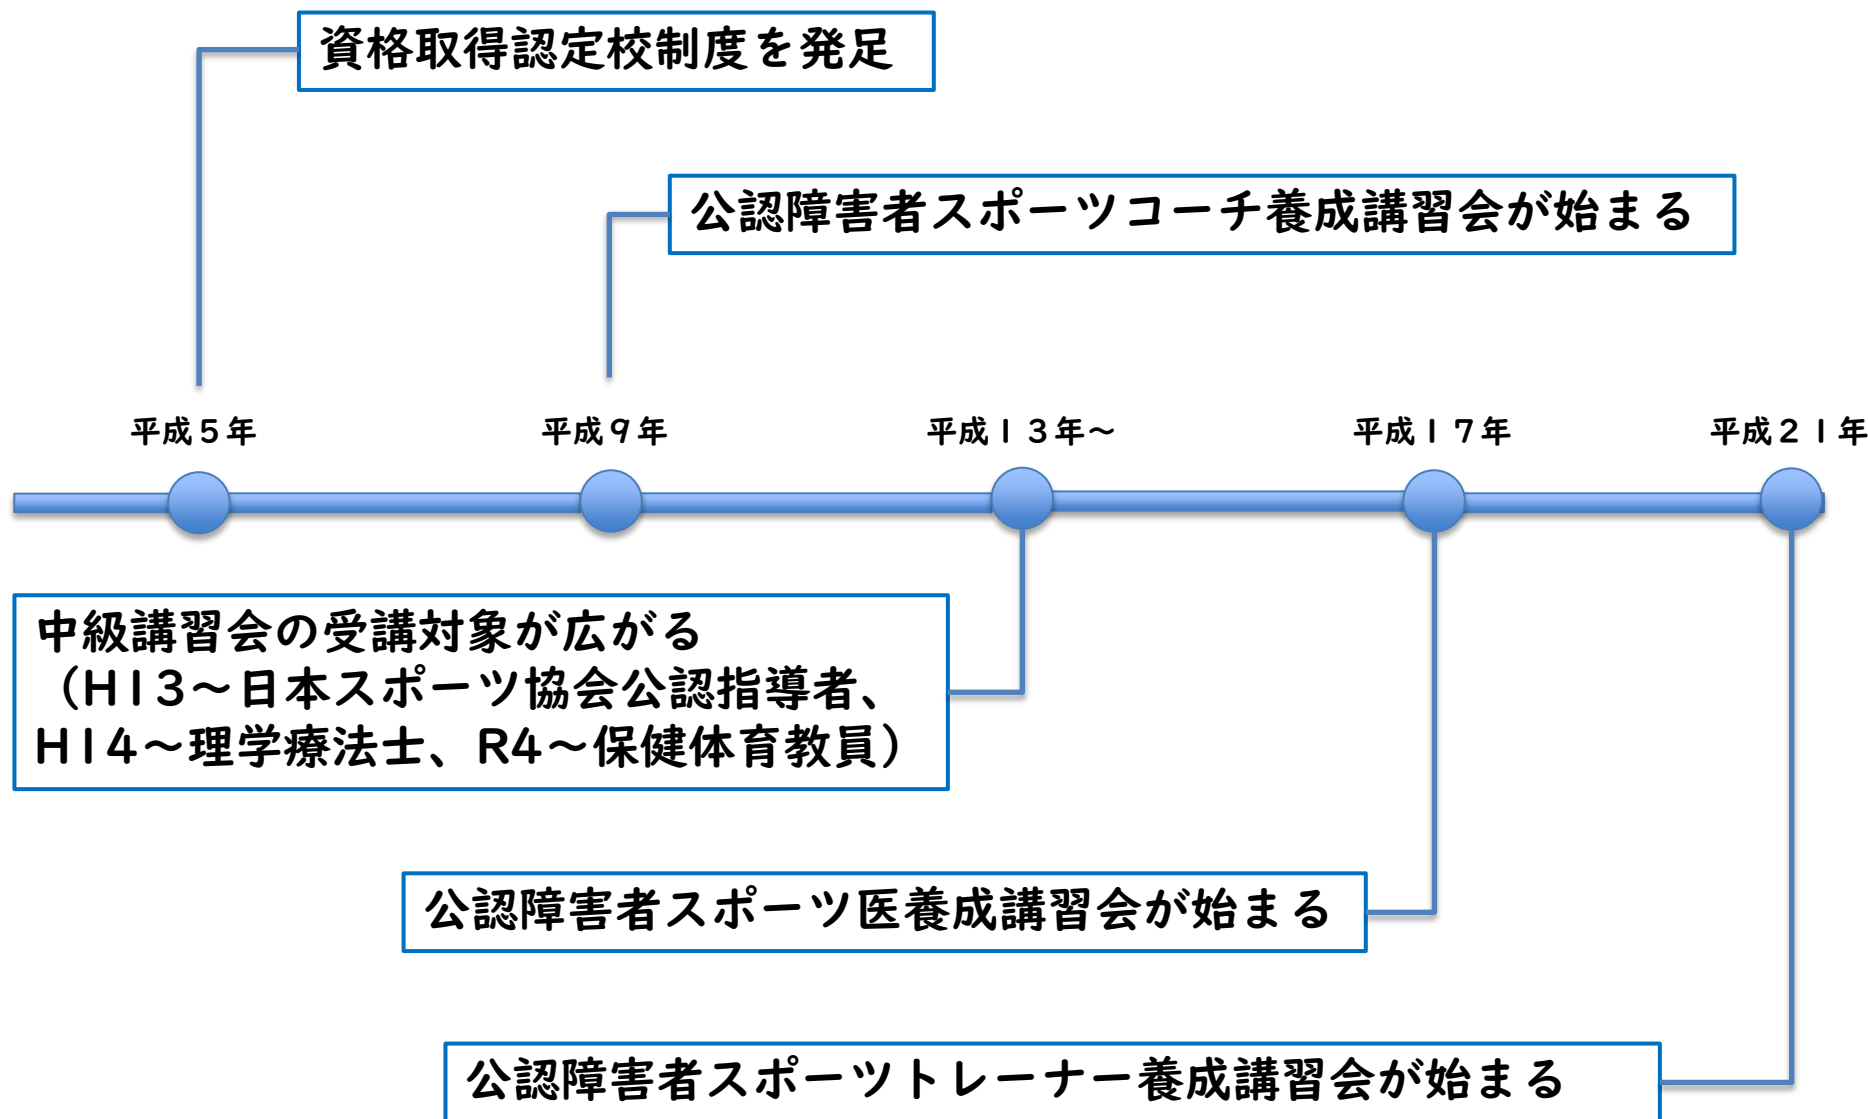 資格取得認定校制度を発足
公認障害者スポーツコーチ養成講習会が始まる
平成5年
平成9年
平成13年～
平成17年
平成21年
中級講習会の受講対象が広がる
（H13～日本スポーツ協会公認指導者、
H14～理学療法士、R4～保健体育教員）
公認障害者スポーツ医養成講習会が始まる
公認障害者スポーツトレーナー養成講習会が始まる